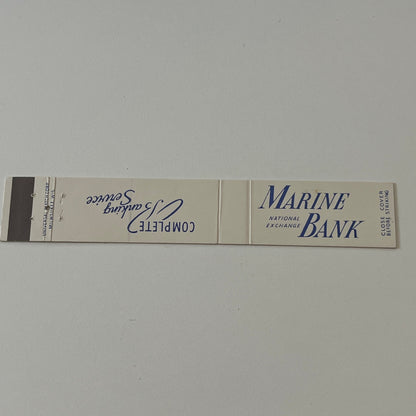 MARINE
NATIONAL
EXCHANGE
BANK
CLOSE COVER
BEFORE STRIKING
COMPLETE
Banking
Service